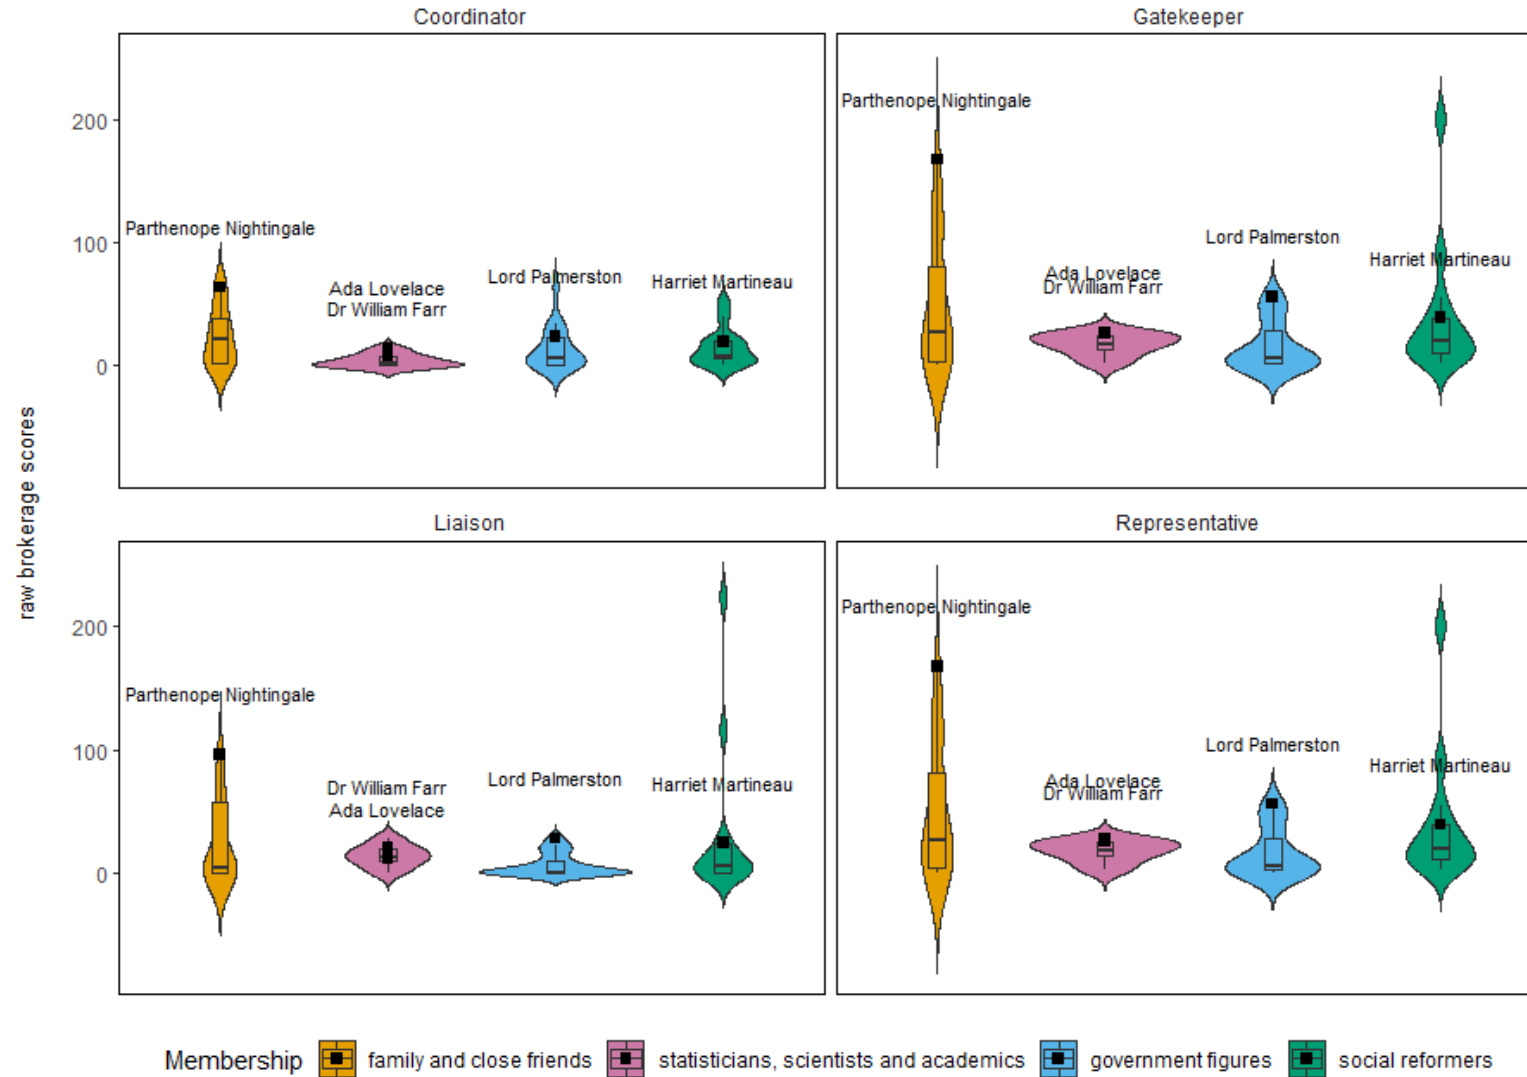 Coordinator
Gatekeeper
200
100
0
Parthenope Nightingale
Ada Lovelace
Dr William Farr
Lord Palmerston
Harriet Martineau
Parthenope Nightingale
Ada Lovelace
Dr William Farr
Lord Palmerston
Harriet Martineau
raw brokerage scores
Liaison
Representative
200
100
0
Parthenope Nightingale
Dr William Farr
Ada Lovelace
Lord Palmerston
Harriet Martineau
Parthenope Nightingale
Ada Lovelace
Dr William Farr
Lord Palmerston
Harriet Martineau
Membership family and close friends statisticians, scientists and academics government figures social reformers